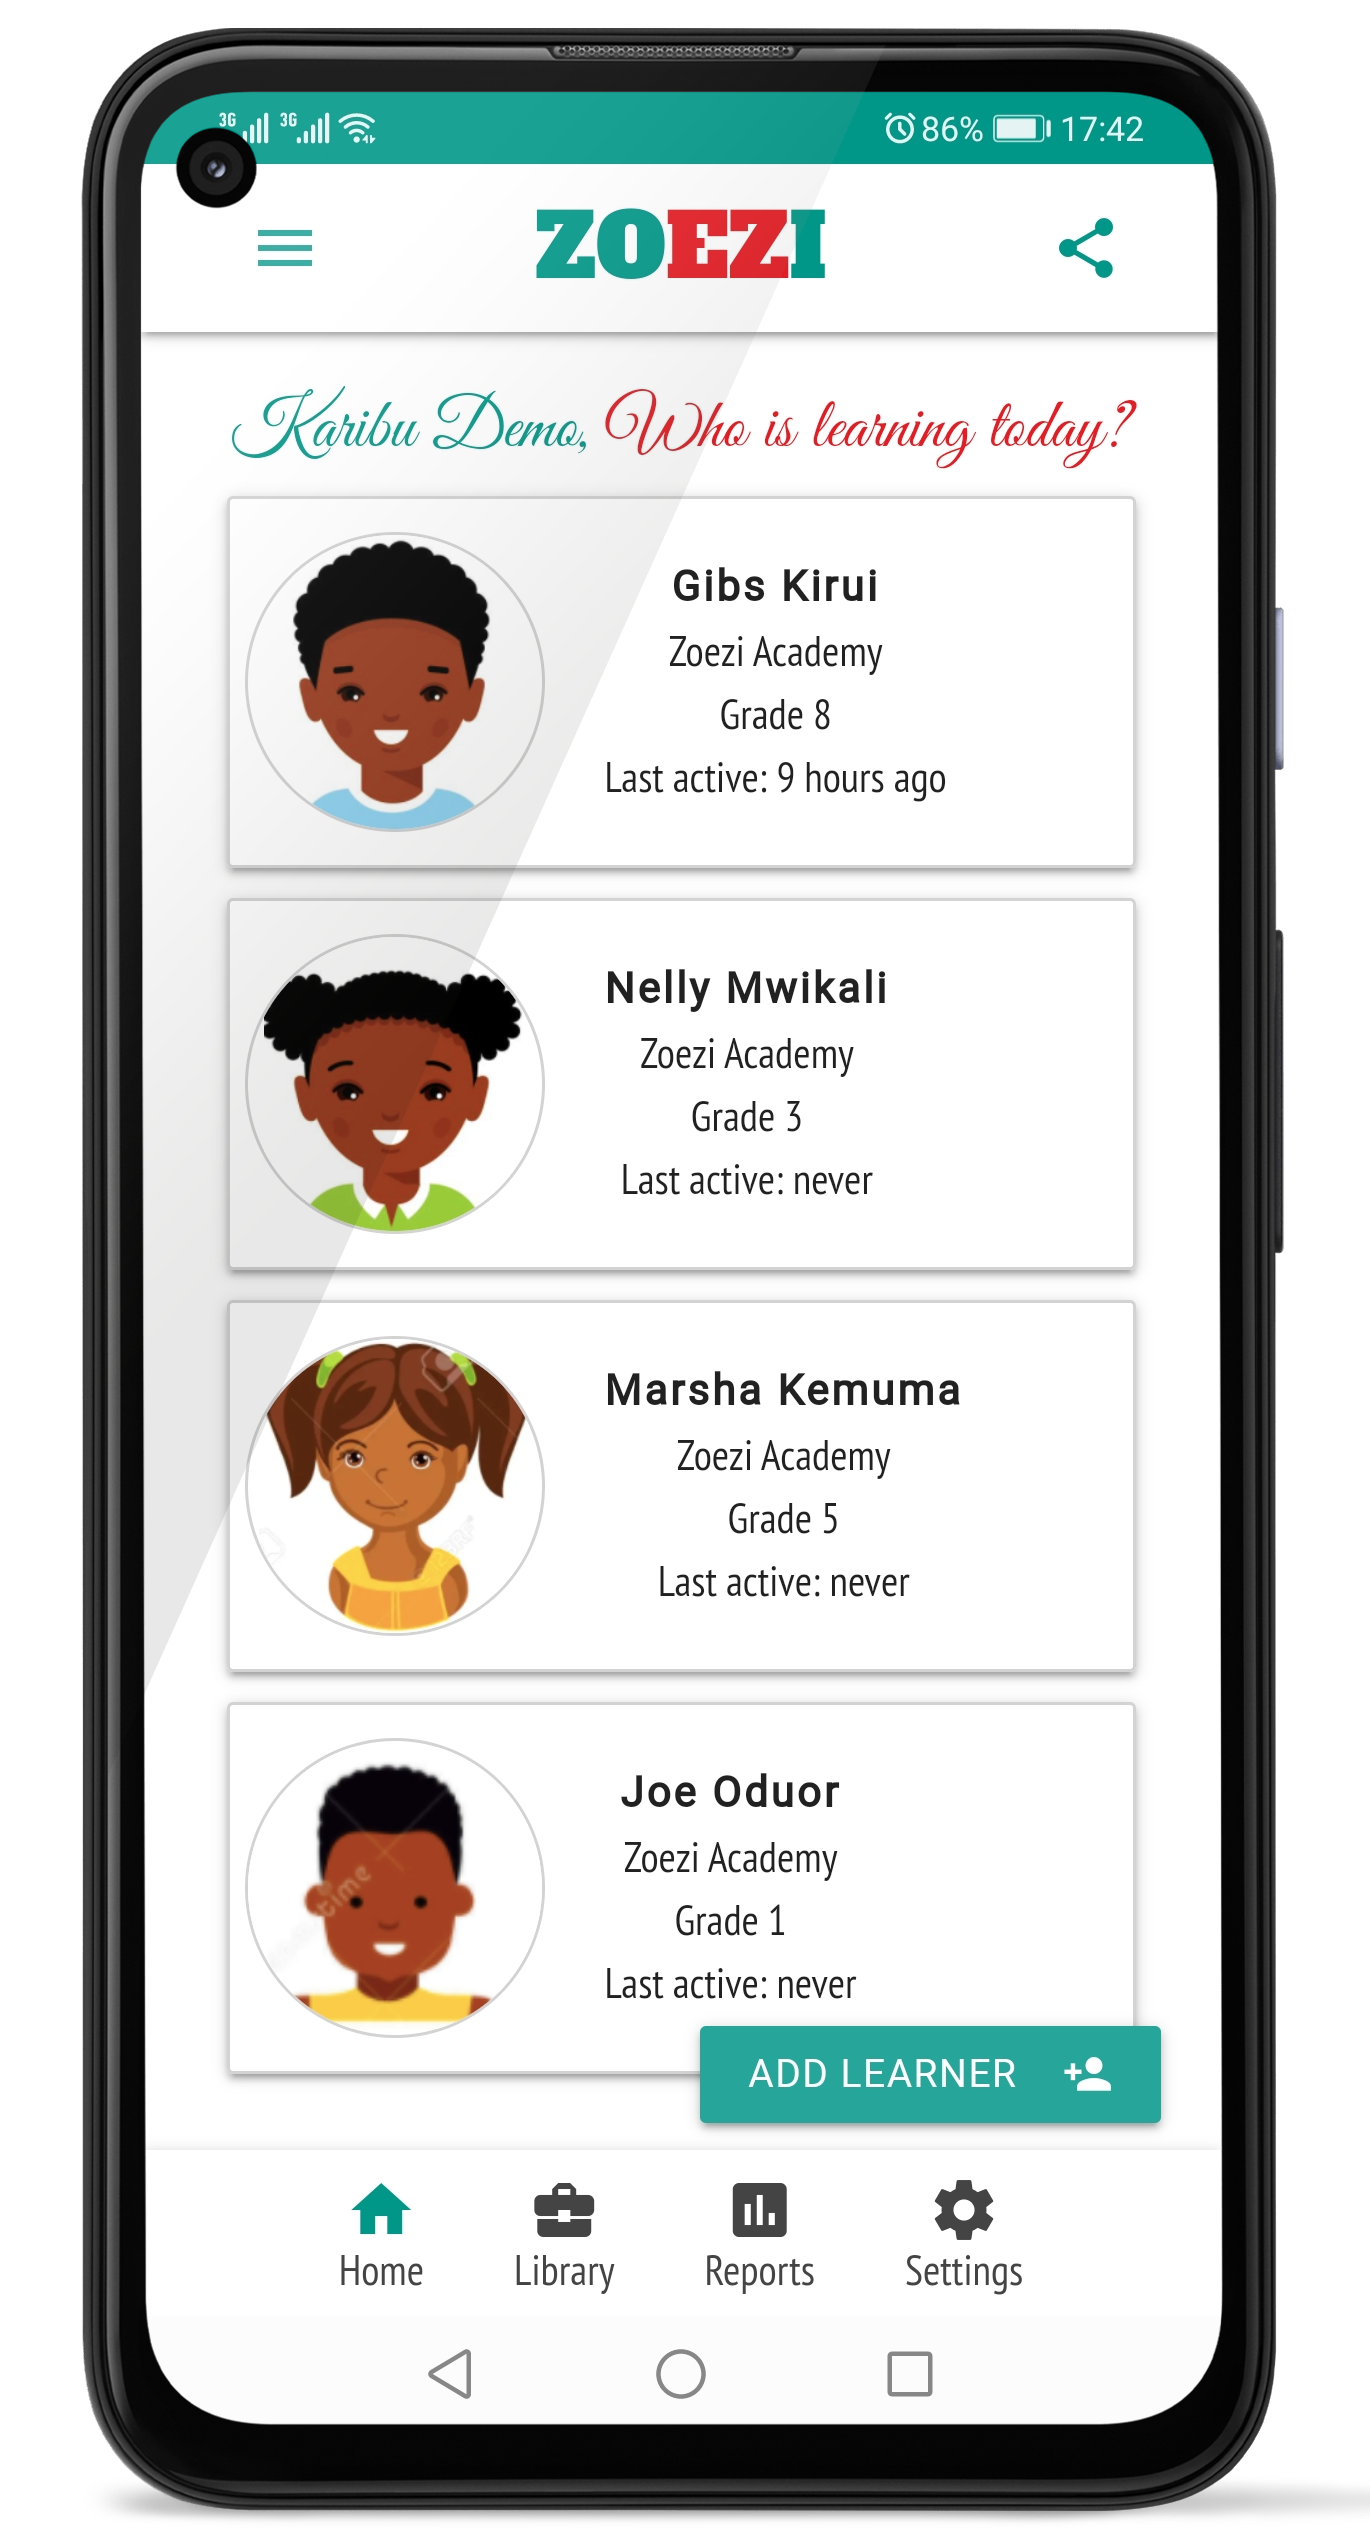 3G 3G 86% 17:42
ZOEZI
Karibu Demo, Who is learning today?
Gibs Kirui
Zoezi Academy
Grade 8
Last active: 9 hours ago
Nelly Mwikali
Zoezi Academy
Grade 3
Last active: never
Marsha Kemuma
Zoezi Academy
Grade 5
Last active: never
Joe Oduor
Zoezi Academy
Grade 1
Last active: never
ADD LEARNER
Home Library Reports Settings